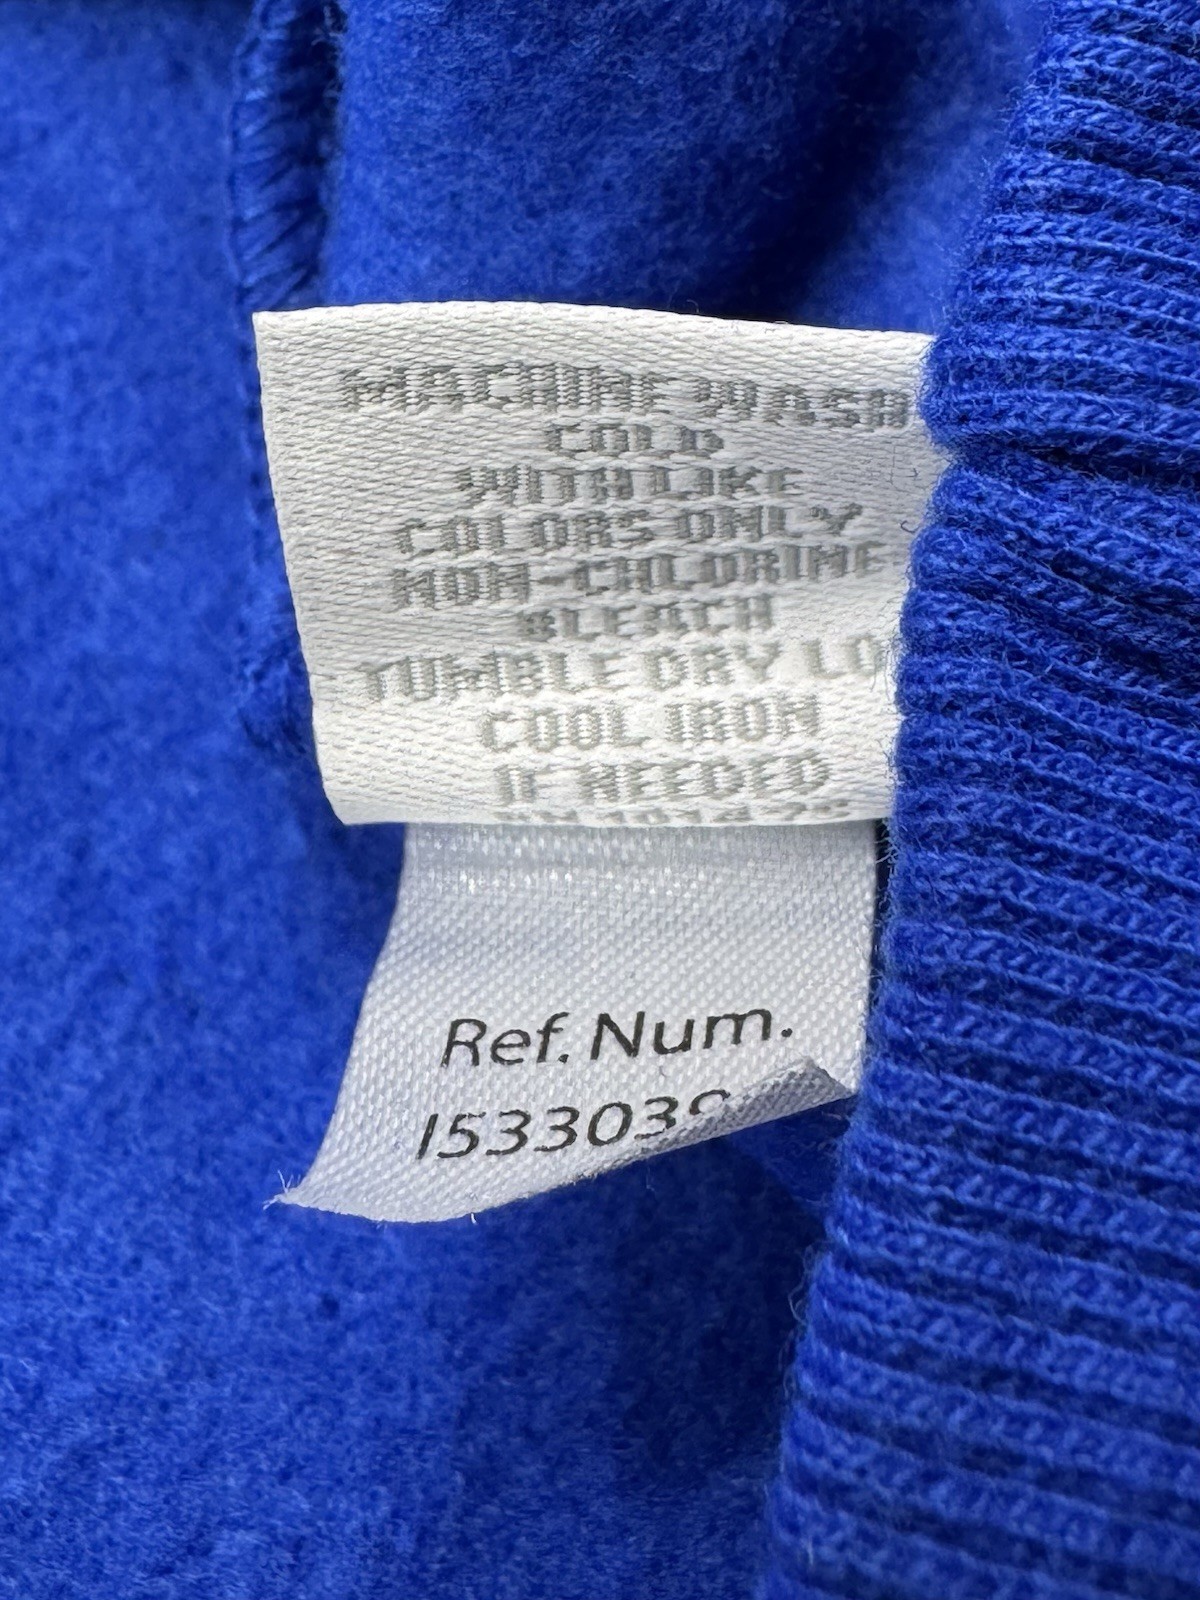 MACHINE WASH
COLD
WITH LIKE
COLORS ONLY
NON-CHLORINE
BLEACH
TUMBLE DRY LO
COOL IRON
IF NEEDED
Ref. Num.